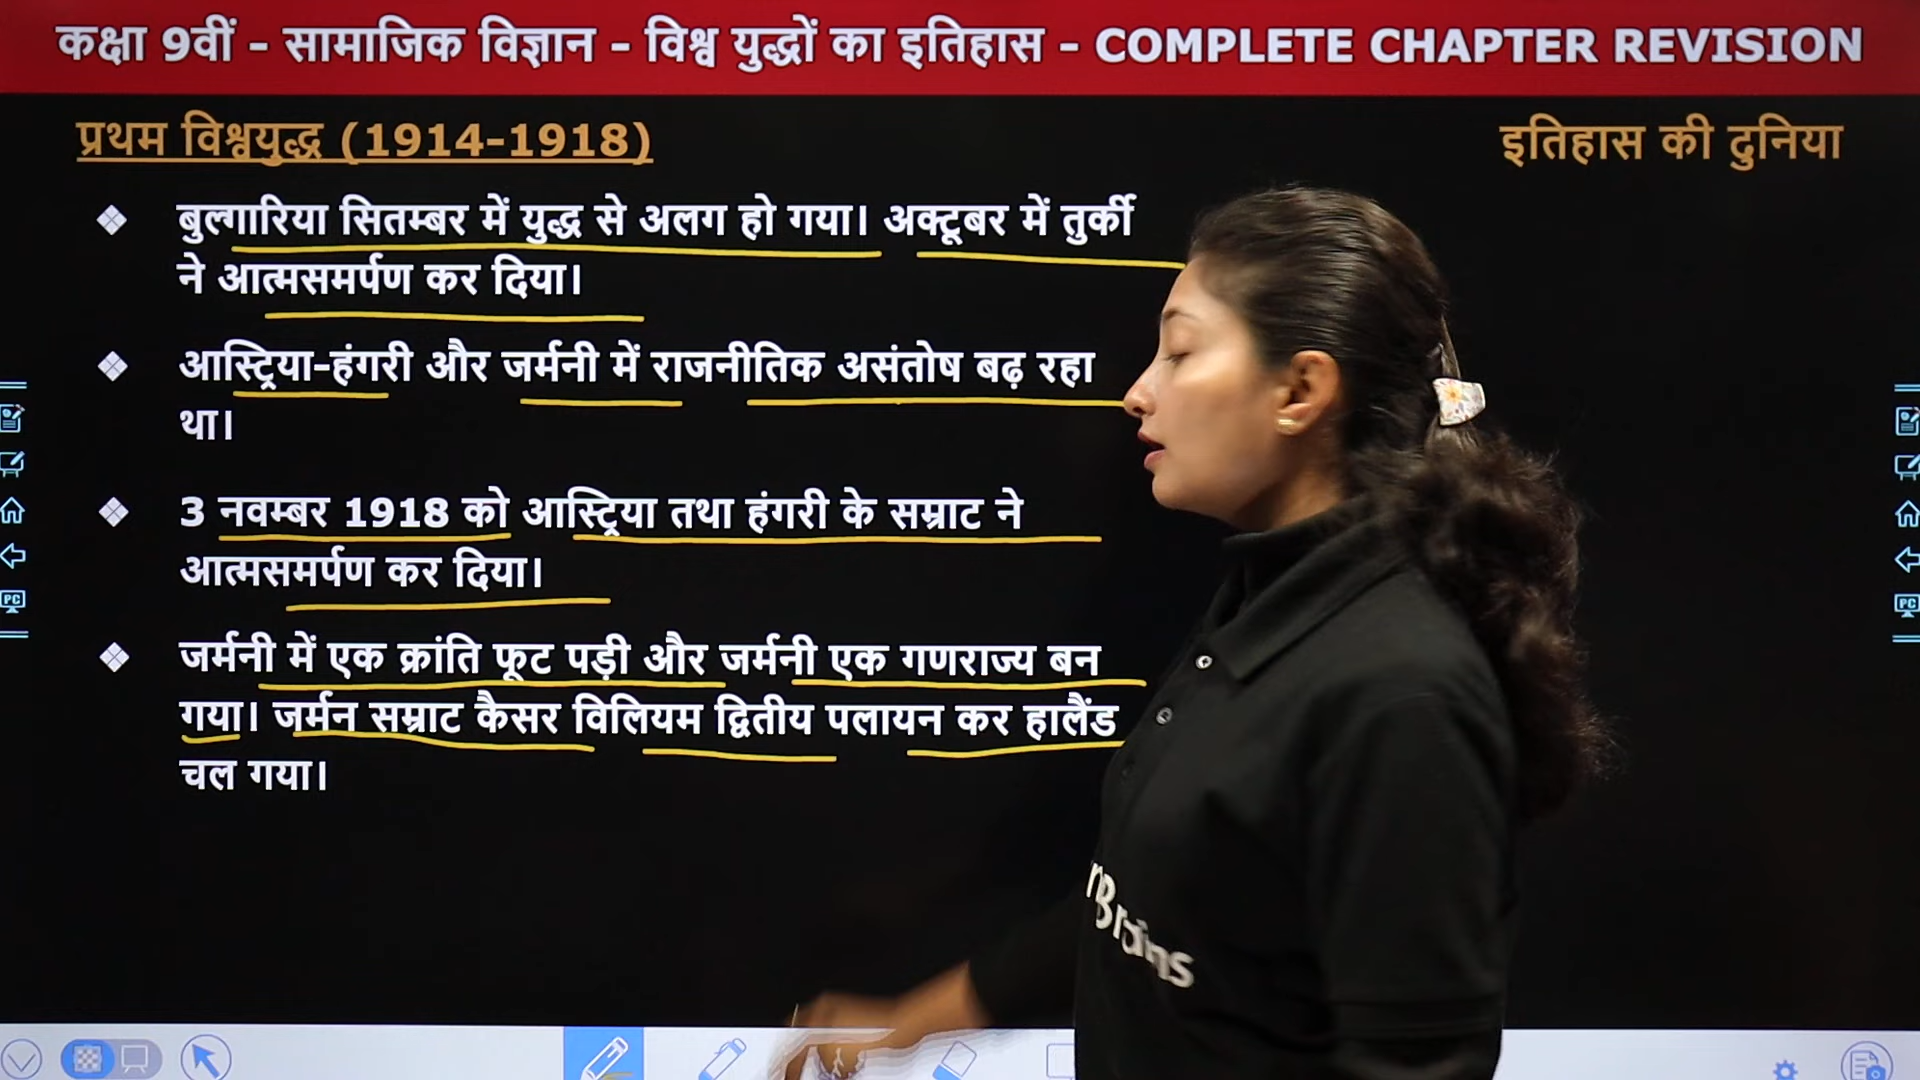 कक्षा 9वीं - सामाजिक विज्ञान - विश्व युद्धों का इतिहास - COMPLETE CHAPTER REVISION
प्रथम विश्वयुद्ध (1914-1918)
इतिहास की दुनिया
❖ बुल्गारिया सितम्बर में युद्ध से अलग हो गया। अक्टूबर में तुर्की
ने आत्मसमर्पण कर दिया।
❖ आस्ट्रिया-हंगरी और जर्मनी में राजनीतिक असंतोष बढ़ रहा
था।
❖ 3 नवम्बर 1918 को आस्ट्रिया तथा हंगरी के सम्राट ने
आत्मसमर्पण कर दिया।
❖ जर्मनी में एक क्रांति फूट पड़ी और जर्मनी एक गणराज्य बन
गया। जर्मन सम्राट कैसर विलियम द्वितीय पलायन कर हालैंड
चल गया।
PC
PC